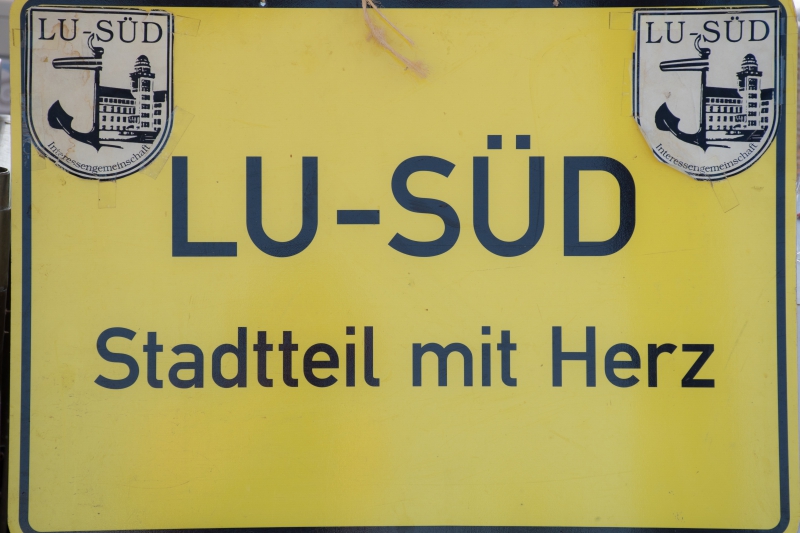 LU-SÜD
Interessengemeinschaft
LU-SÜD
Interessengemeinschaft
LU-SÜD
Stadtteil mit Herz